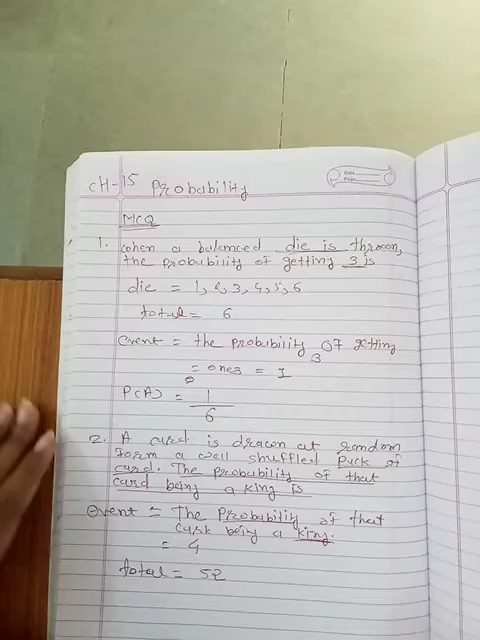 CH-15 Probability
Date
Page
MCQ
1. When a balanced die is thrown,
the probability of getting 3 is
die = 1, 2, 3, 4, 5, 6
total = 6
event = the probability of getting
3
= ones = 1
P(A) = 1
6
2. A card is drawn at random
form a well shuffled Pack of
card. The probability of that
card being a king is
event = The Probability of that
cask being a king.
= 4
total = 52